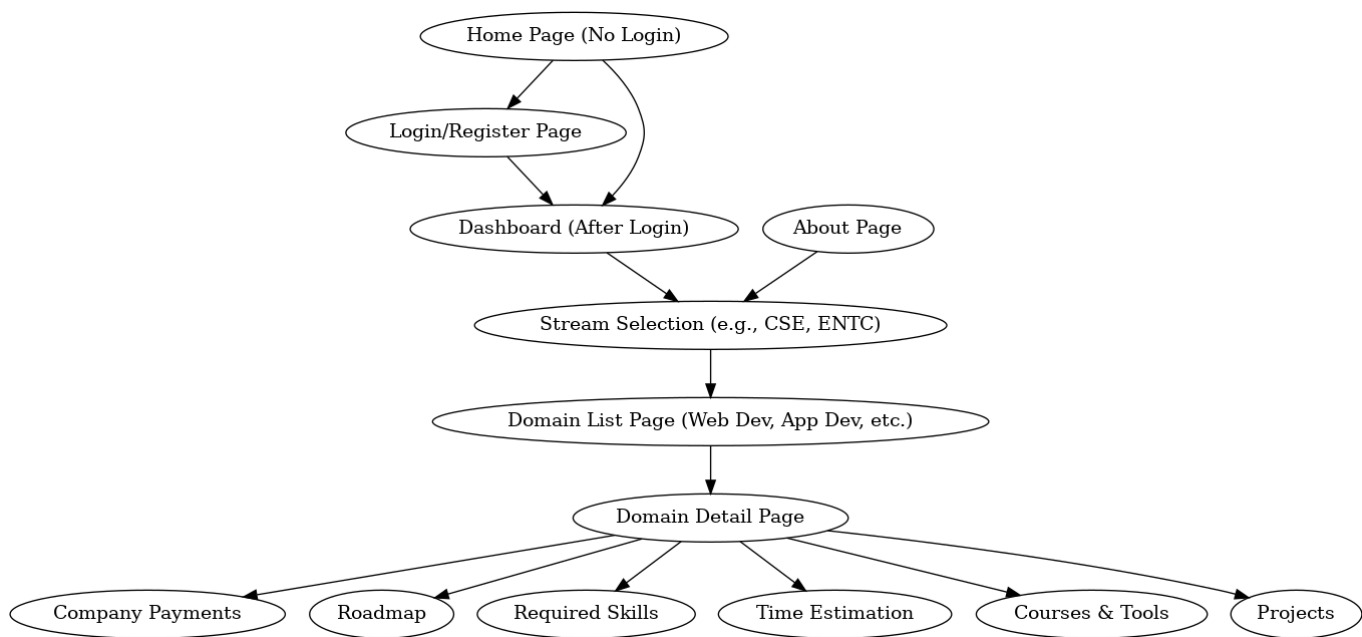 Home Page (No Login)
Login/Register Page
Dashboard (After Login)
About Page
Stream Selection (e.g., CSE, ENTC)
Domain List Page (Web Dev, App Dev, etc.)
Domain Detail Page
Company Payments
Roadmap
Required Skills
Time Estimation
Courses & Tools
Projects